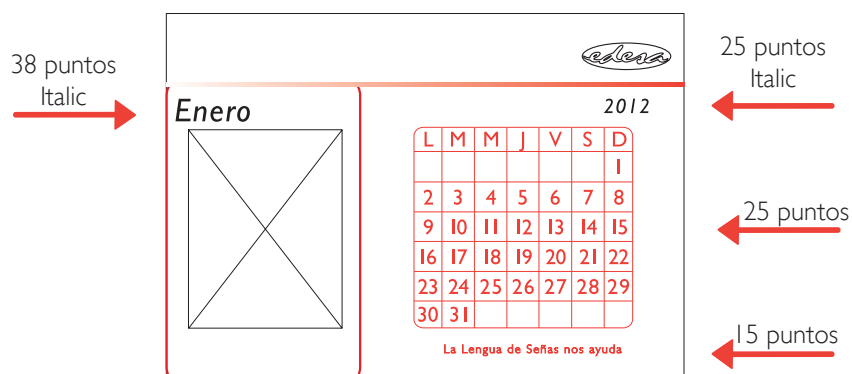 edesa
38 puntos
Italic
25 puntos
Italic
Enero
2012
L M M J V S D
1
2 3 4 5 6 7 8
9 10 11 12 13 14 15
16 17 18 19 20 21 22
23 24 25 26 27 28 29
30 31
25 puntos
La Lengua de Señas nos ayuda
15 puntos